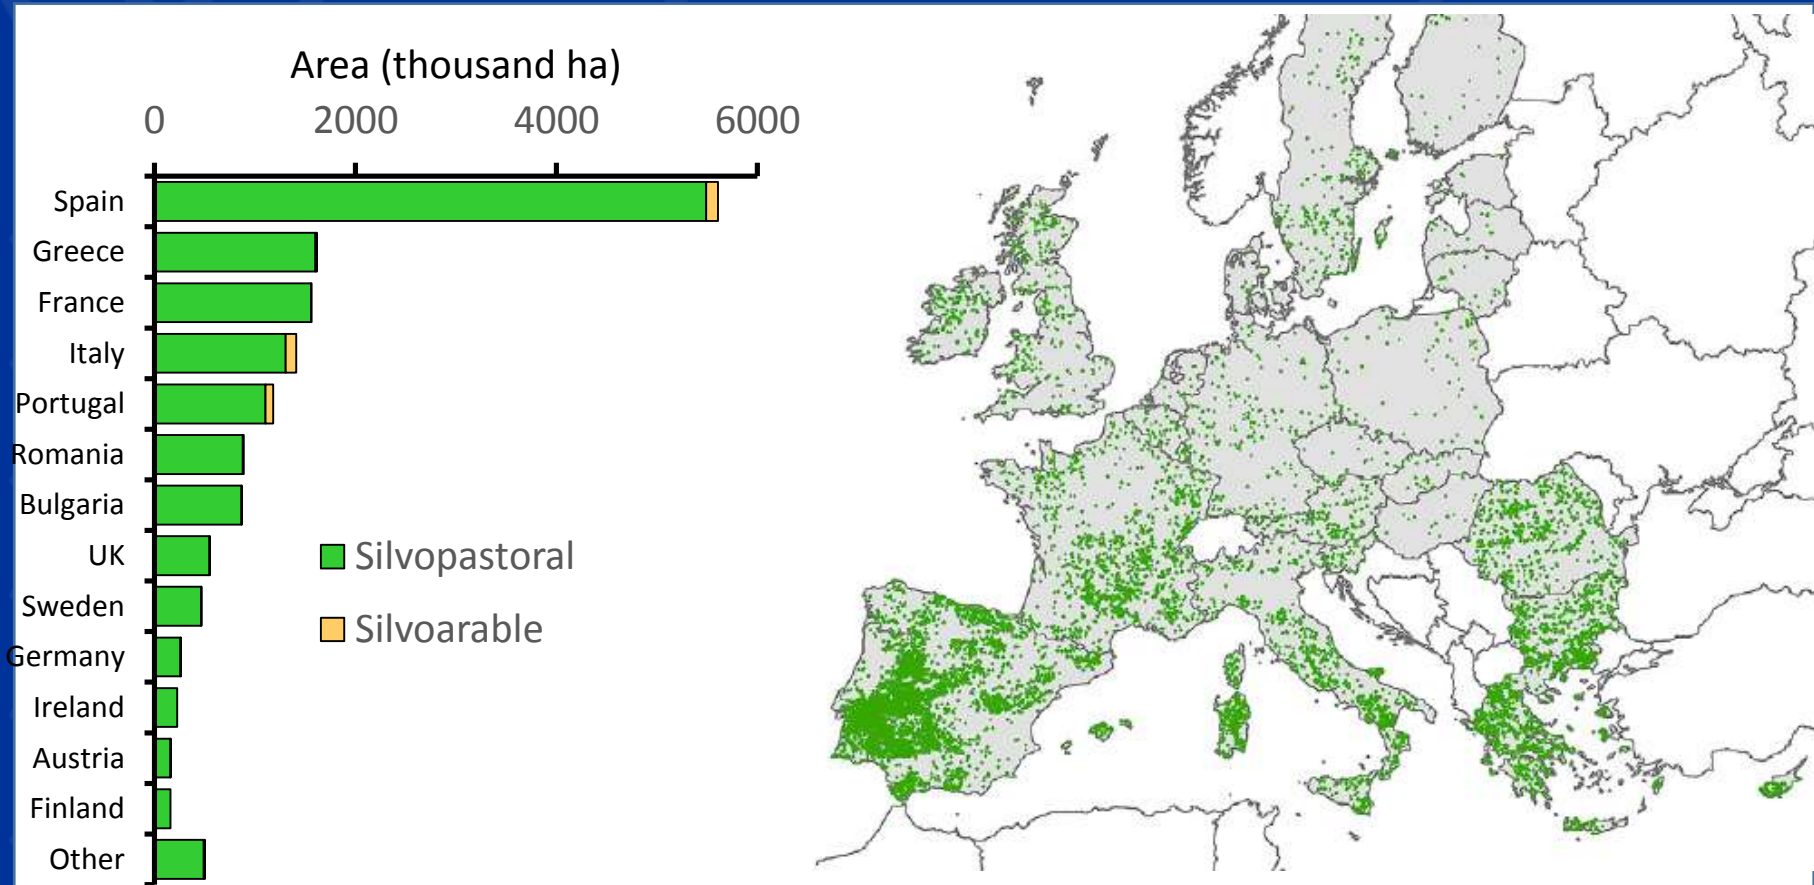 Area (thousand ha)
0 2000 4000 6000
Spain
Greece
France
Italy
Portugal
Romania
Bulgaria
UK
Sweden
Germany
Ireland
Austria
Finland
Other
Silvopastoral
Silvoarable